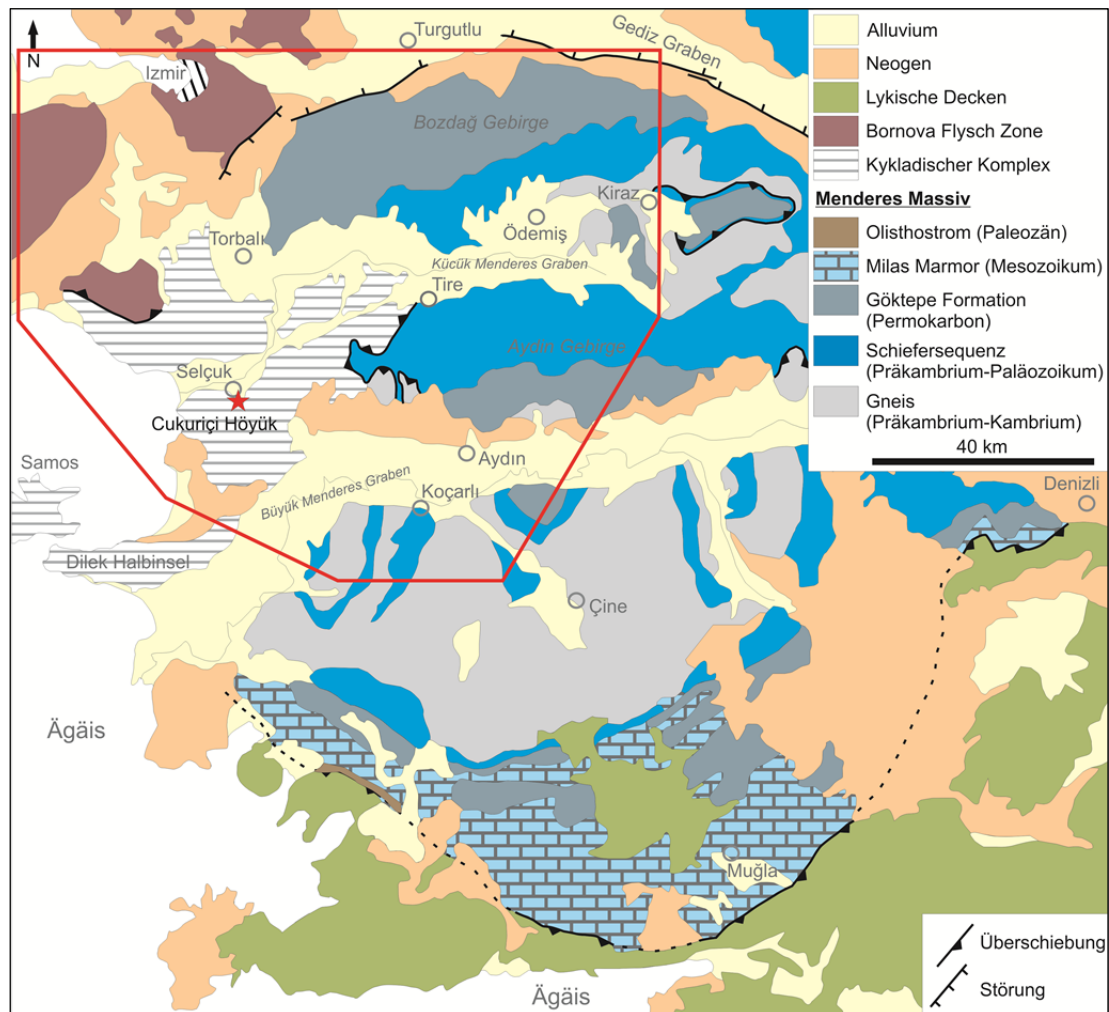 N
Turgutlu
Gediz Graben
Izmir
Bozdağ Gebirge
Kiraz
Ödemiş
Torbalı
Kücük Menderes Graben
Tire
Aydın Gebirge
Selçuk
Cukuriçi Höyük
Samos
Aydın
Koçarlı
Büyük Menderes Graben
Denizli
Dilek Halbinsel
Çine
Ägäis
Muğla
Ägäis
Alluvium
Neogen
Lykische Decken
Bornova Flysch Zone
Kykladischer Komplex
Menderes Massiv
Olisthostrom (Paleozän)
Milas Marmor (Mesozoikum)
Göktepe Formation
(Permokarbon)
Schiefersequenz
(Präkambrium-Paläozoikum)
Gneis
(Präkambrium-Kambrium)
40 km
Überschiebung
Störung